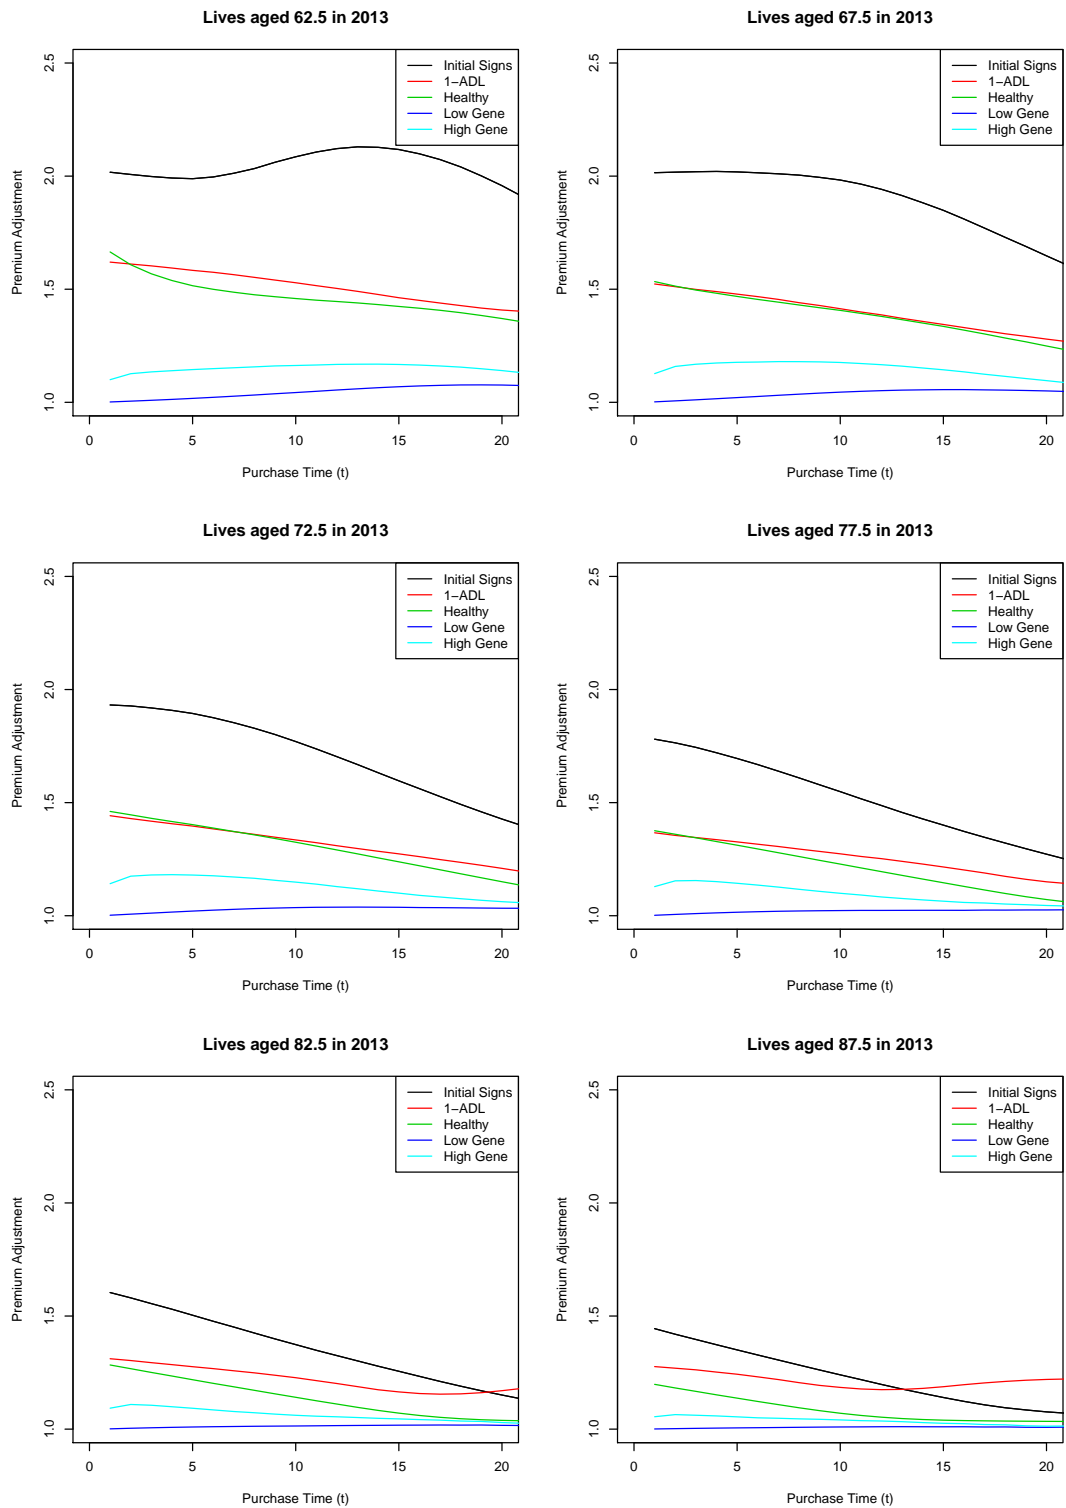 Lives aged 62.5 in 2013
2.5
2.0
1.5
1.0
Premium Adjustment
Initial Signs
1−ADL
Healthy
Low Gene
High Gene
0 5 10 15 20
Purchase Time (t)
Lives aged 67.5 in 2013
2.5
2.0
1.5
1.0
Premium Adjustment
Initial Signs
1−ADL
Healthy
Low Gene
High Gene
0 5 10 15 20
Purchase Time (t)
Lives aged 72.5 in 2013
2.5
2.0
1.5
1.0
Premium Adjustment
Initial Signs
1−ADL
Healthy
Low Gene
High Gene
0 5 10 15 20
Purchase Time (t)
Lives aged 77.5 in 2013
2.5
2.0
1.5
1.0
Premium Adjustment
Initial Signs
1−ADL
Healthy
Low Gene
High Gene
0 5 10 15 20
Purchase Time (t)
Lives aged 82.5 in 2013
2.5
2.0
1.5
1.0
Premium Adjustment
Initial Signs
1−ADL
Healthy
Low Gene
High Gene
0 5 10 15 20
Purchase Time (t)
Lives aged 87.5 in 2013
2.5
2.0
1.5
1.0
Premium Adjustment
Initial Signs
1−ADL
Healthy
Low Gene
High Gene
0 5 10 15 20
Purchase Time (t)